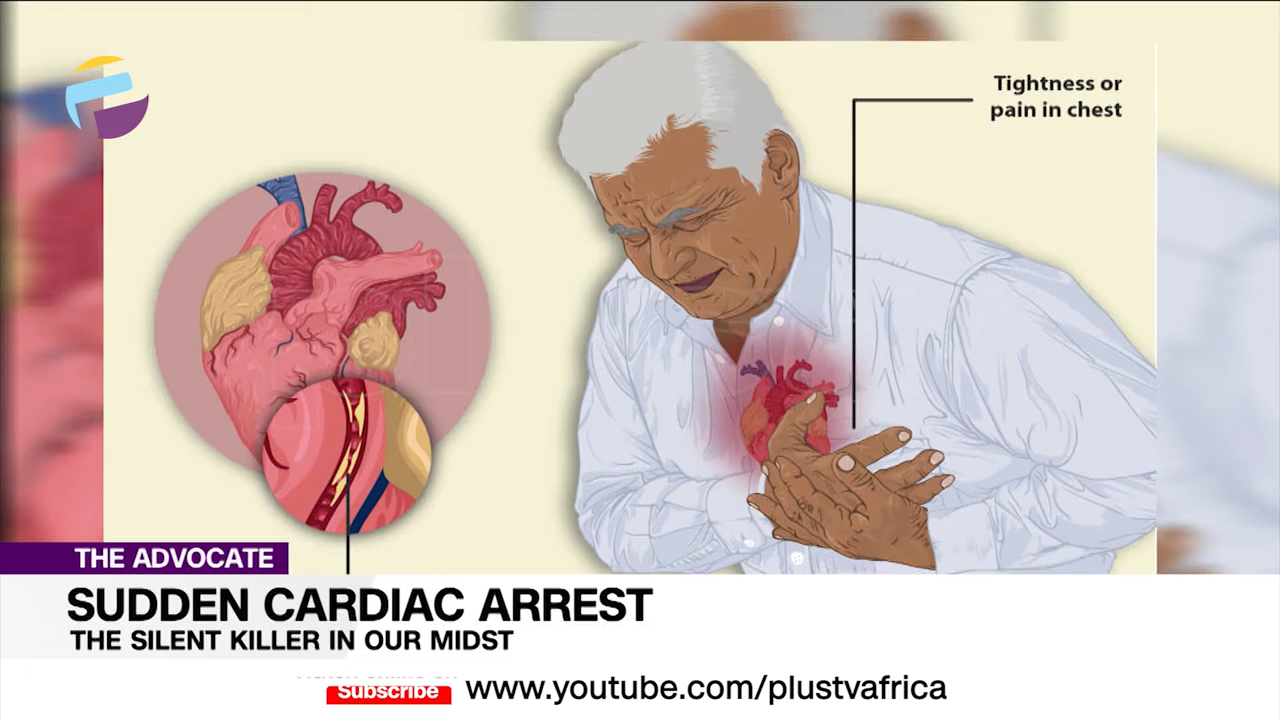 Tightness or
pain in chest
THE ADVOCATE
SUDDEN CARDIAC ARREST
THE SILENT KILLER IN OUR MIDST
Subscribe www.youtube.com/plustvafrica